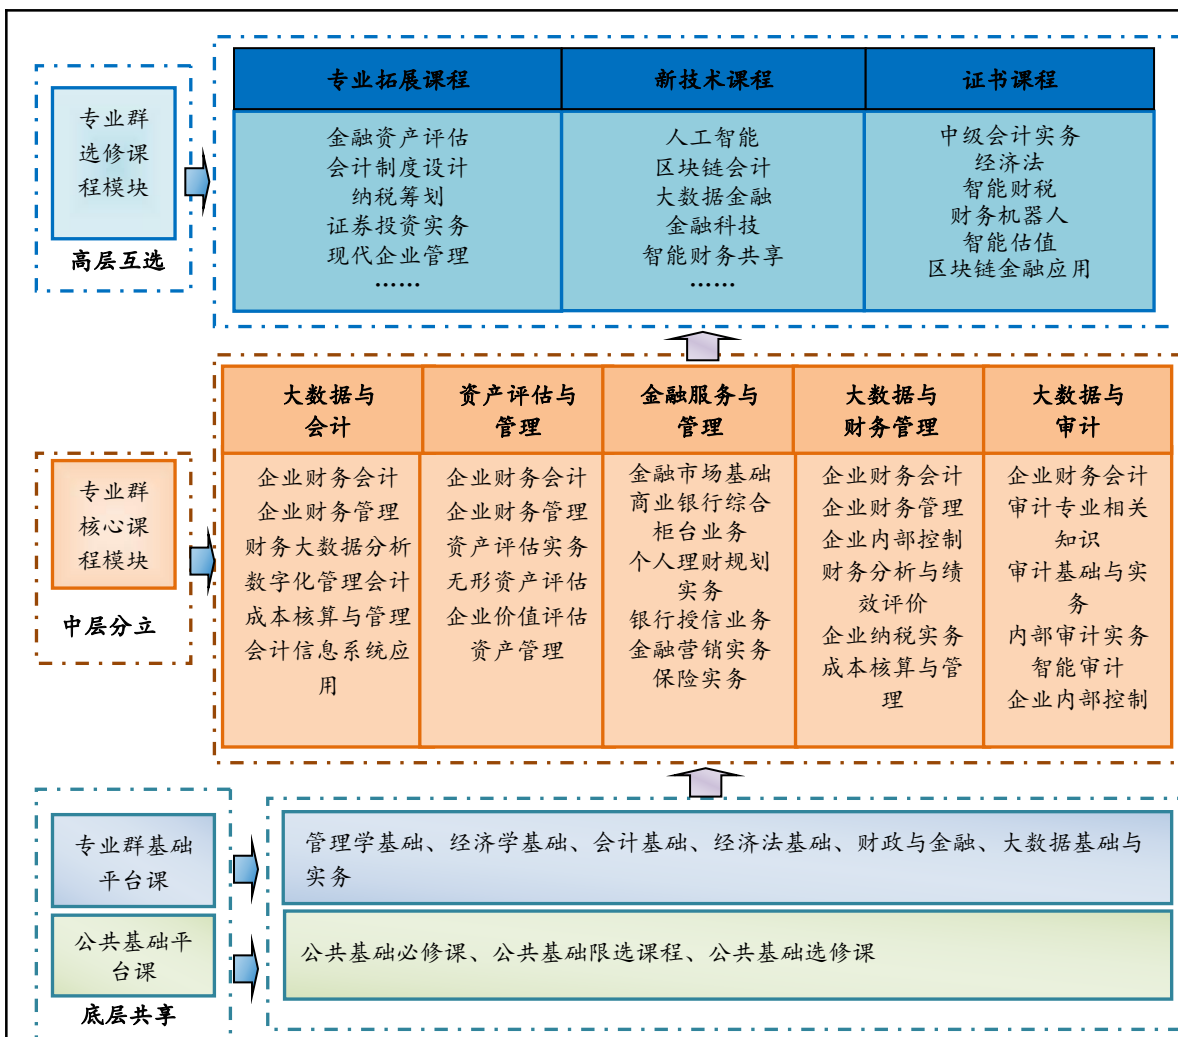 专业群
选修课
程模块
高层互选
专业拓展课程
金融资产评估
会计制度设计
纳税筹划
证券投资实务
现代企业管理
……
新技术课程
人工智能
区块链会计
大数据金融
金融科技
智能财务共享
……
证书课程
中级会计实务
经济法
智能财税
财务机器人
智能估值
区块链金融应用
专业群
核心课
程模块
中层分立
大数据与
会计
企业财务会计
企业财务管理
财务大数据分析
数字化管理会计
成本核算与管理
会计信息系统应
用
资产评估与
管理
企业财务会计
企业财务管理
资产评估实务
无形资产评估
企业价值评估
资产管理
金融服务与
管理
金融市场基础
商业银行综合
柜台业务
个人理财规划
实务
银行授信业务
金融营销实务
保险实务
大数据与
财务管理
企业财务会计
企业财务管理
企业内部控制
财务分析与绩
效评价
企业纳税实务
成本核算与管
理
大数据与
审计
企业财务会计
审计专业相关
知识
审计基础与实
务
内部审计实务
智能审计
企业内部控制
专业群基础
平台课
管理学基础、经济学基础、会计基础、经济法基础、财政与金融、大数据基础与
实务
公共基础平
台课
公共基础必修课、公共基础限选课程、公共基础选修课
底层共享